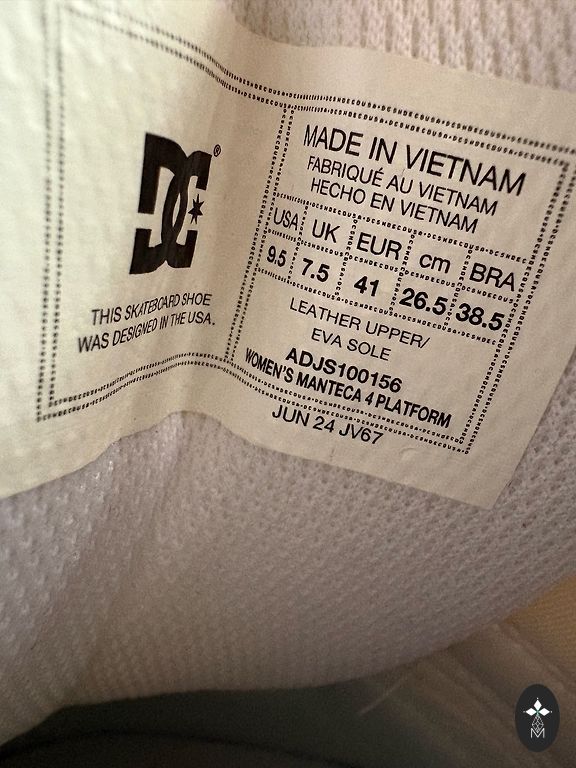 DC®
THIS SKATEBOARD SHOE
WAS DESIGNED IN THE USA.
MADE IN VIETNAM
FABRIQUÉ AU VIETNAM
HECHO EN VIETNAM
USA UK EUR cm BRA
9.5 7.5 41 26.5 38.5
LEATHER UPPER/
EVA SOLE
ADJS100156
WOMEN'S MANTECA 4 PLATFORM
JUN 24 JV67
M